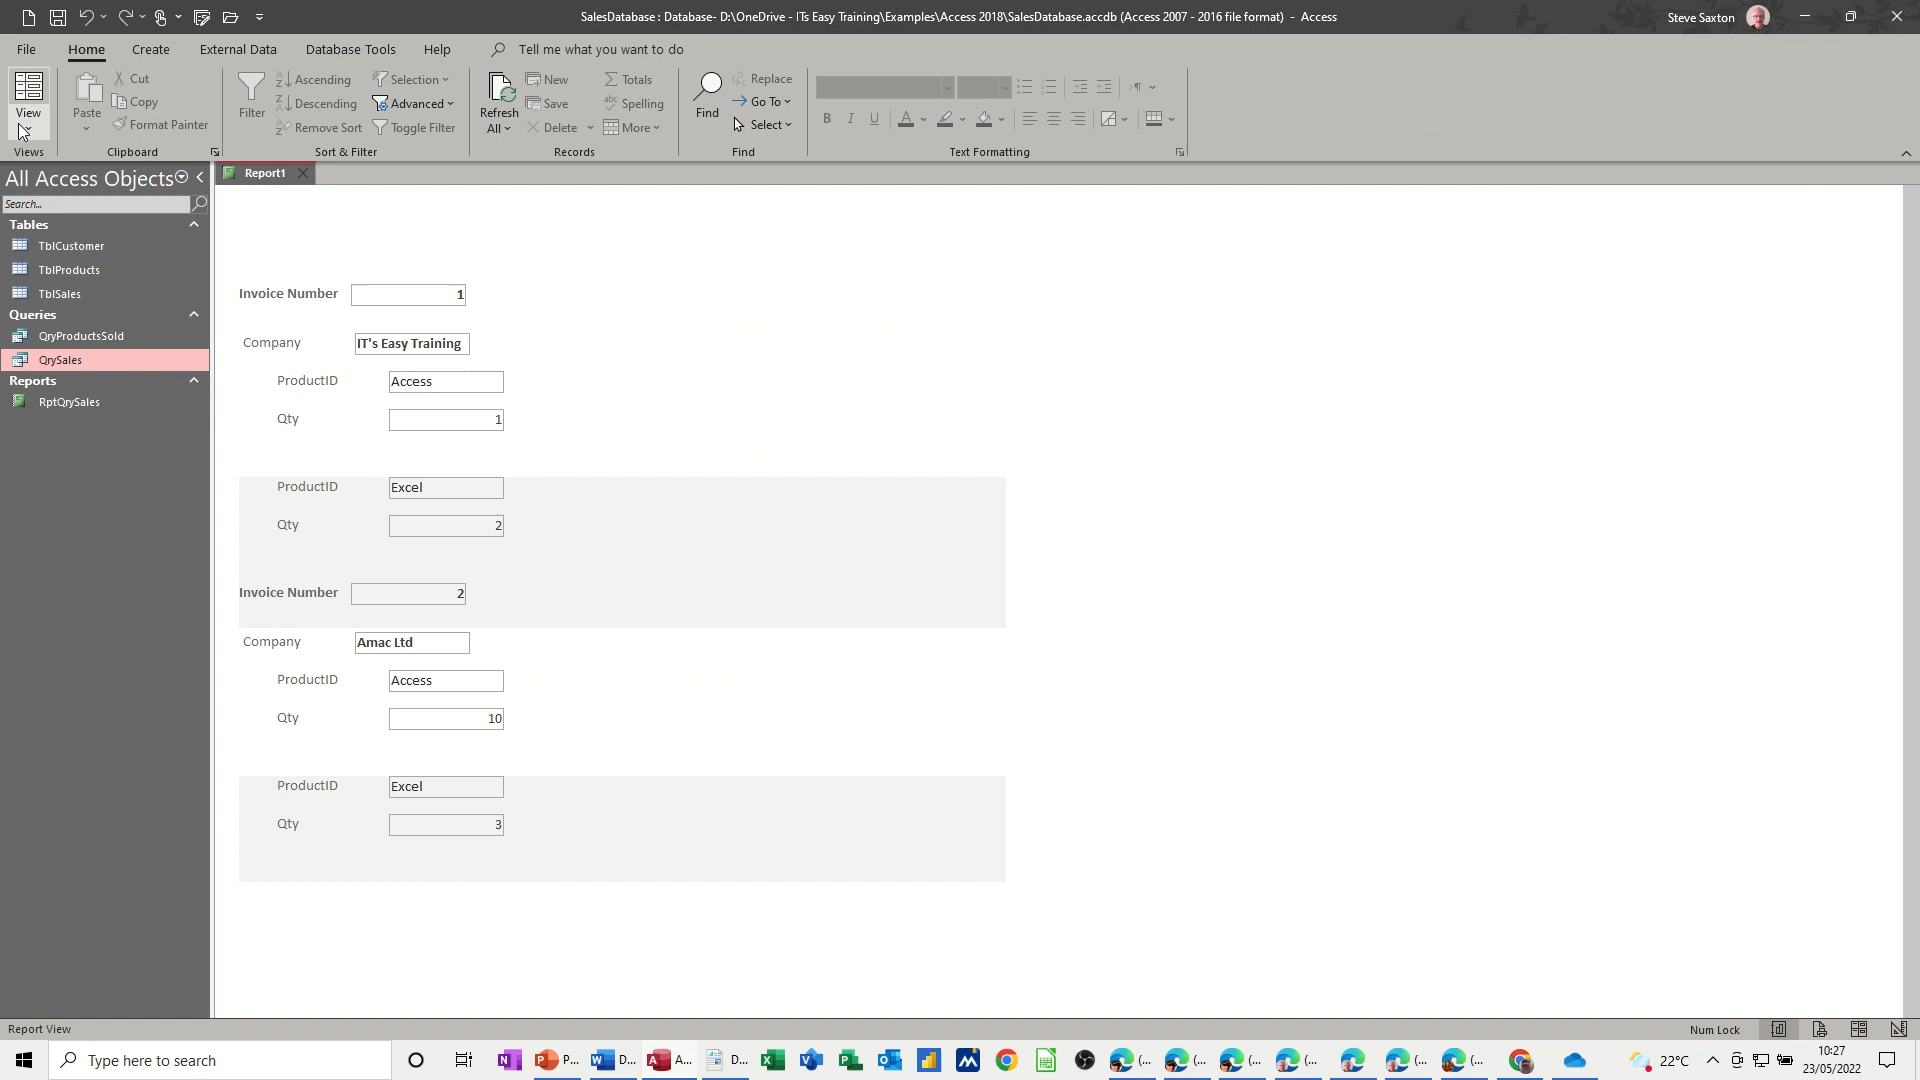 SalesDatabase : Database- D:\OneDrive - ITs Easy Training\Examples\Access 2018\SalesDatabase.accdb (Access 2007 - 2016 file format) - Access
Steve Saxton
File Home Create External Data Database Tools Help Tell me what you want to do
View
Views
Paste
Cut
Copy
Format Painter
Clipboard
Filter
Ascending
Descending
Remove Sort
Selection
Advanced
Toggle Filter
Sort & Filter
Refresh
All
New
Save
Delete
Totals
Spelling
More
Records
Find
Replace
Go To
Select
Find
B I U A
Text Formatting
All Access Objects
Search...
Tables
TblCustomer
TblProducts
TblSales
Queries
QryProductsSold
QrySales
Reports
RptQrySales
Report1
Invoice Number 1
Company IT's Easy Training
ProductID Access
Qty 1
ProductID Excel
Qty 2
Invoice Number 2
Company Amac Ltd
ProductID Access
Qty 10
ProductID Excel
Qty 3
Report View
Num Lock
Type here to search
P...
D...
A...
D...
(...
(...
(...
(...
(...
(...
22°C
10:27
23/05/2022